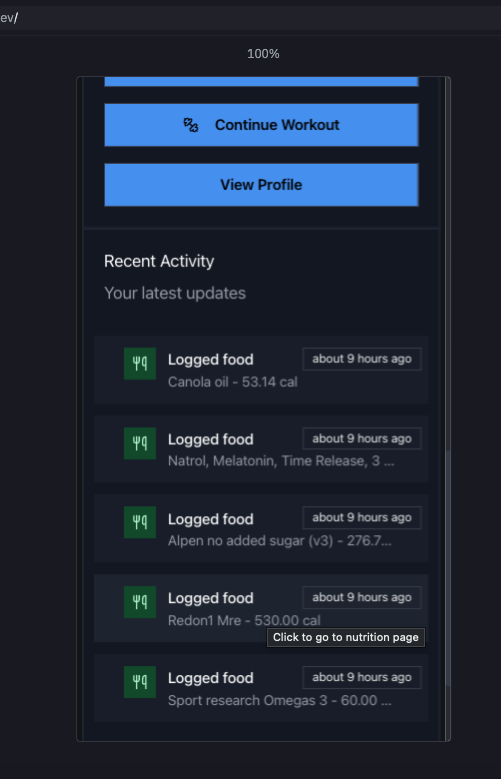 ev/
100%
Continue Workout
View Profile
Recent Activity
Your latest updates
Logged food
about 9 hours ago
Canola oil - 53.14 cal
Logged food
about 9 hours ago
Natrol, Melatonin, Time Release, 3 ...
Logged food
about 9 hours ago
Alpen no added sugar (v3) - 276.7...
Logged food
about 9 hours ago
Redon1 Mre - 530.00 cal
Click to go to nutrition page
Logged food
about 9 hours ago
Sport research Omegas 3 - 60.00 ...